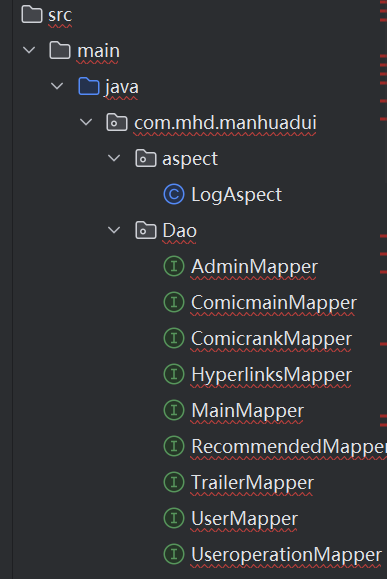 src
main
java
com.mhd.manhuadui
aspect
LogAspect
Dao
AdminMapper
ComicmainMapper
ComicrankMapper
HyperlinksMapper
MainMapper
RecommendedMapper
TrailerMapper
UserMapper
UseroperationMapper